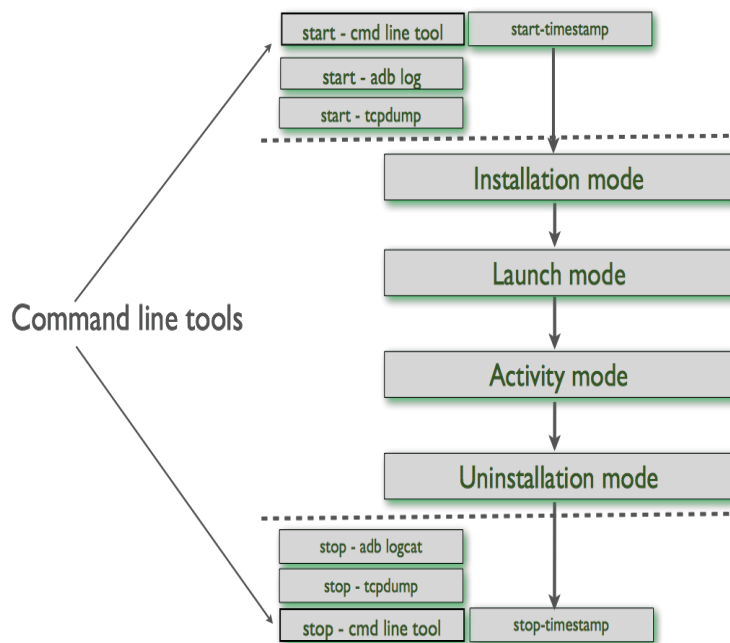 start - cmd line tool
start-timestamp
start - adb log
start - tcpdump
Installation mode
Launch mode
Command line tools
Activity mode
Uninstallation mode
stop - adb logcat
stop - tcpdump
stop - cmd line tool
stop-timestamp